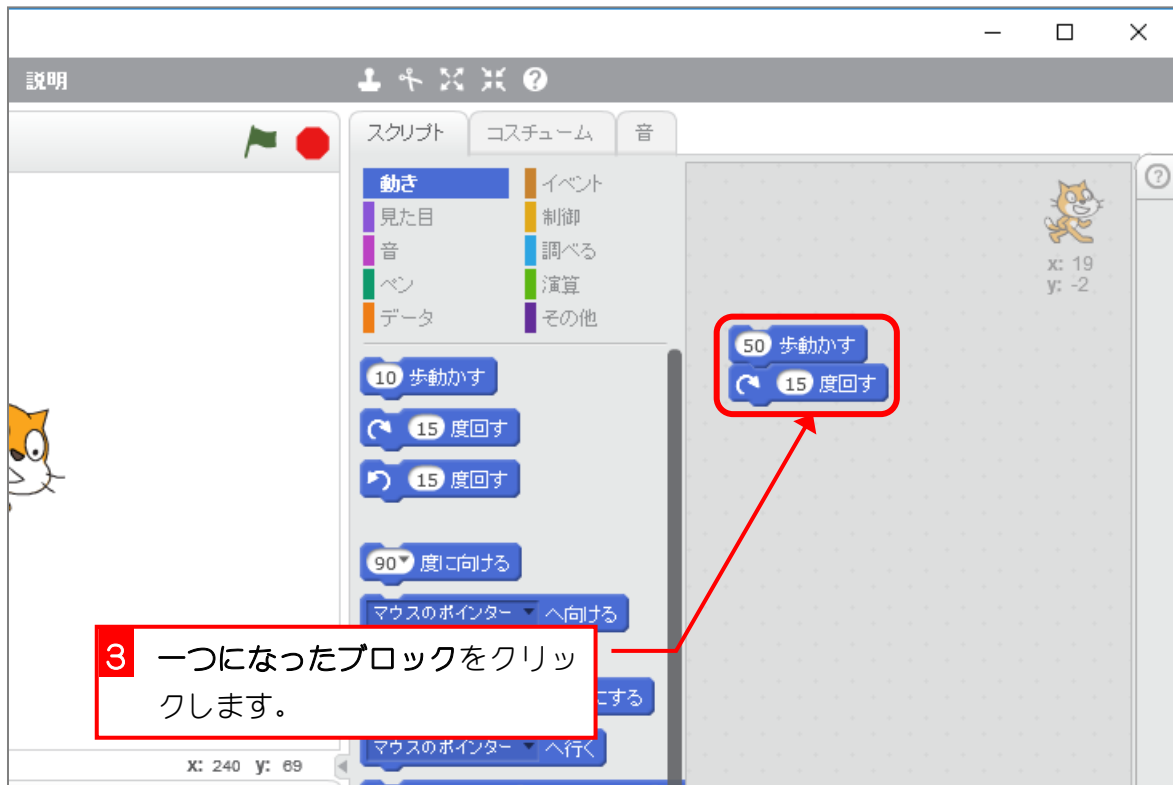 説明
スクリプト コスチューム 音
動き イベント
見た目 制御
音 調べる
ペン 演算
データ その他
x: 19
y: -2
50 歩動かす
15 度回す
10 歩動かす
15 度回す
15 度回す
90 度に向ける
マウスのポインター へ向ける
3 一つになったブロックをクリッ
クします。
にする
マウスのポインター へ行く
x: 240 y: 69